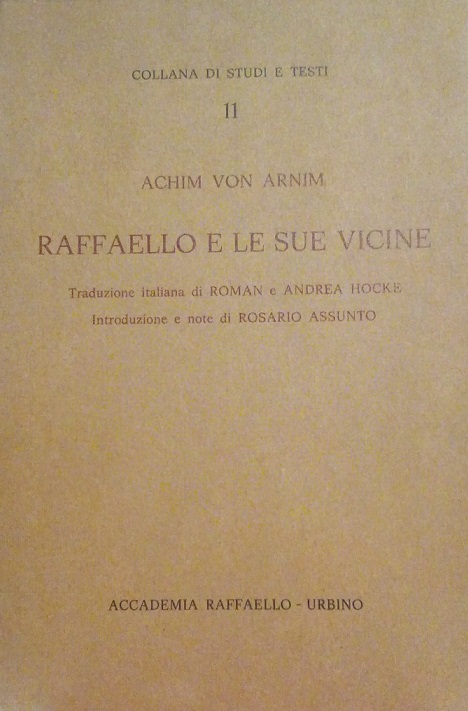 COLLANA DI STUDI E TESTI
11
ACHIM VON ARNIM
RAFFAELLO E LE SUE VICINE
Traduzione italiana di ROMAN e ANDREA HOCKE
Introduzione e note di ROSARIO ASSUNTO
ACCADEMIA RAFFAELLO - URBINO